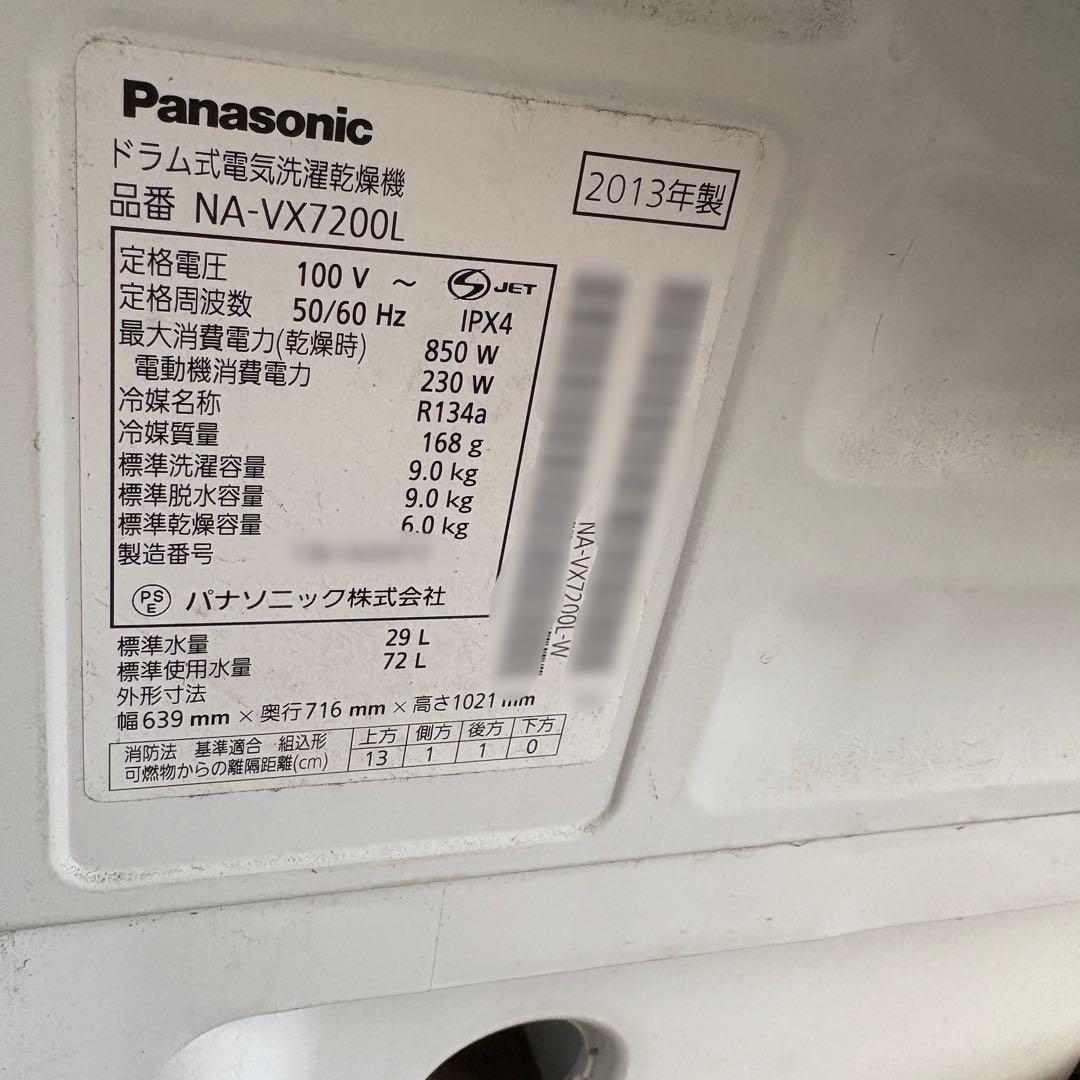 Panasonic
ドラム式電気洗濯乾燥機
品番 NA-VX7200L
2013年製
定格電圧 100 V ～ S JET
定格周波数 50/60 Hz IPX4
最大消費電力(乾燥時) 850 W
電動機消費電力 230 W
冷媒名称 R134a
冷媒質量 168 g
標準洗濯容量 9.0 kg
標準脱水容量 9.0 kg
標準乾燥容量 6.0 kg
製造番号
PSE パナソニック株式会社
NA-VX7200L-W
標準水量 29 L
標準使用水量 72 L
外形寸法
幅639 mm × 奥行716 mm × 高さ1021 mm
消防法 基準適合 組込形 上方 側方 後方 下方
可燃物からの離隔距離(cm) 13 1 1 0